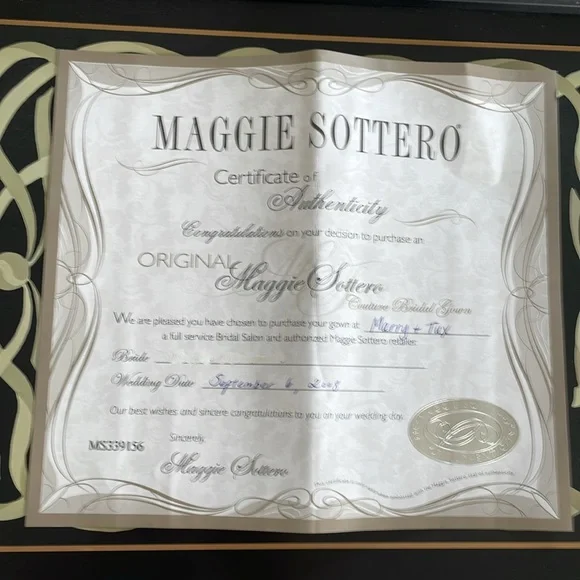 MAGGIE SOTTERO®
Certificate of
Authenticity
Congratulations on your decision to purchase an
ORIGINAL Maggie Sottero
Couture Bridal Gown
We are pleased you have chosen to purchase your gown at
a full service Bridal Salon and authorized Maggie Sottero retailer.
Bride
Wedding Date September 6, 2008
Our best wishes and sincere congratulations to you on your wedding day.
Sincerely,
MS339156
Maggie Sottero